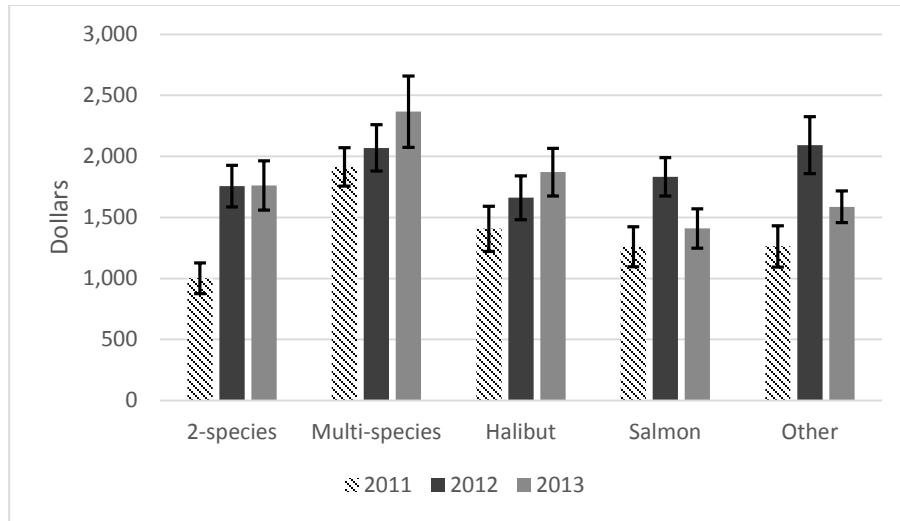 3,000
2,500
2,000
1,500
1,000
500
0
Dollars
2-species Multi-species Halibut Salmon Other
2011 2012 2013